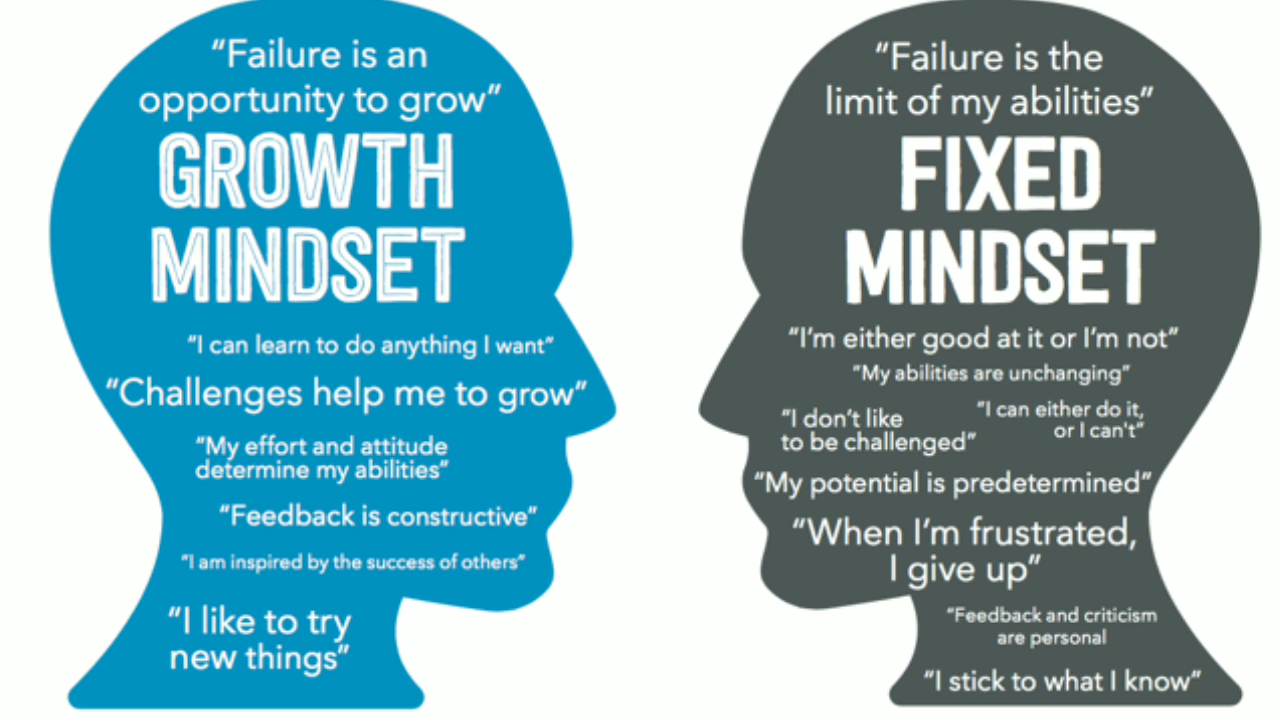 “Failure is an
opportunity to grow”
GROWTH
MINDSET
“I can learn to do anything I want”
“Challenges help me to grow”
“My effort and attitude
determine my abilities”
“Feedback is constructive”
“I am inspired by the success of others”
“I like to try
new things”
“Failure is the
limit of my abilities”
FIXED
MINDSET
“I’m either good at it or I’m not”
“My abilities are unchanging”
“I don’t like
to be challenged”
“I can either do it,
or I can't”
“My potential is predetermined”
“When I’m frustrated,
I give up”
“Feedback and criticism
are personal
“I stick to what I know”